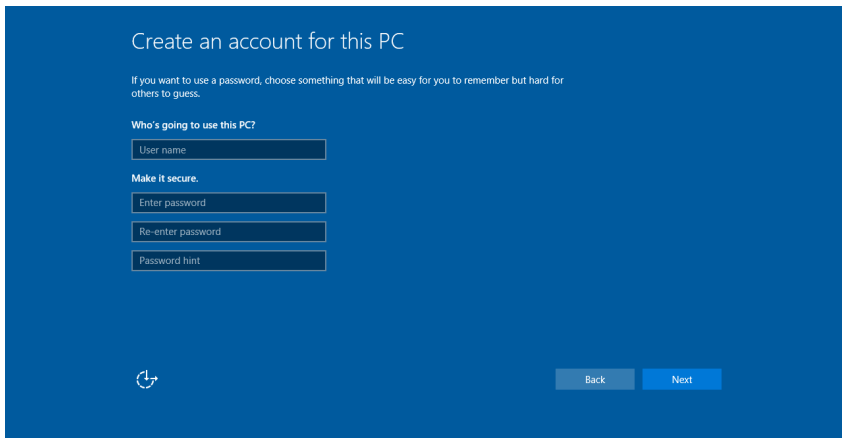 Create an account for this PC
If you want to use a password, choose something that will be easy for you to remember but hard for
others to guess.
Who's going to use this PC?
User name
Make it secure.
Enter password
Re-enter password
Password hint
Back
Next